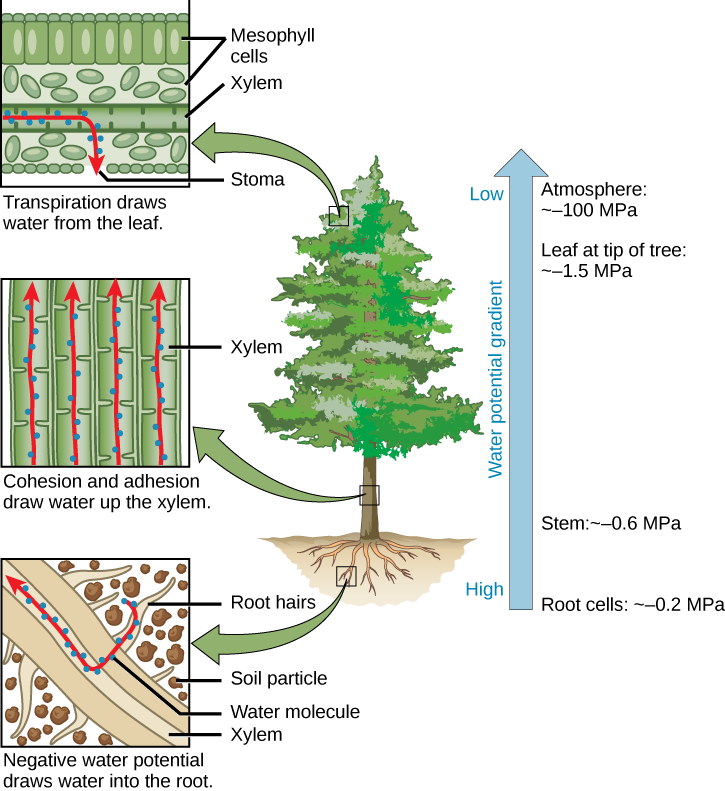 Mesophyll
cells
Xylem
Stoma
Transpiration draws
water from the leaf.
Xylem
Cohesion and adhesion
draw water up the xylem.
Root hairs
Soil particle
Water molecule
Xylem
Negative water potential
draws water into the root.
Low
Water potential gradient
High
Atmosphere:
~–100 MPa
Leaf at tip of tree:
~–1.5 MPa
Stem:~–0.6 MPa
Root cells: ~–0.2 MPa